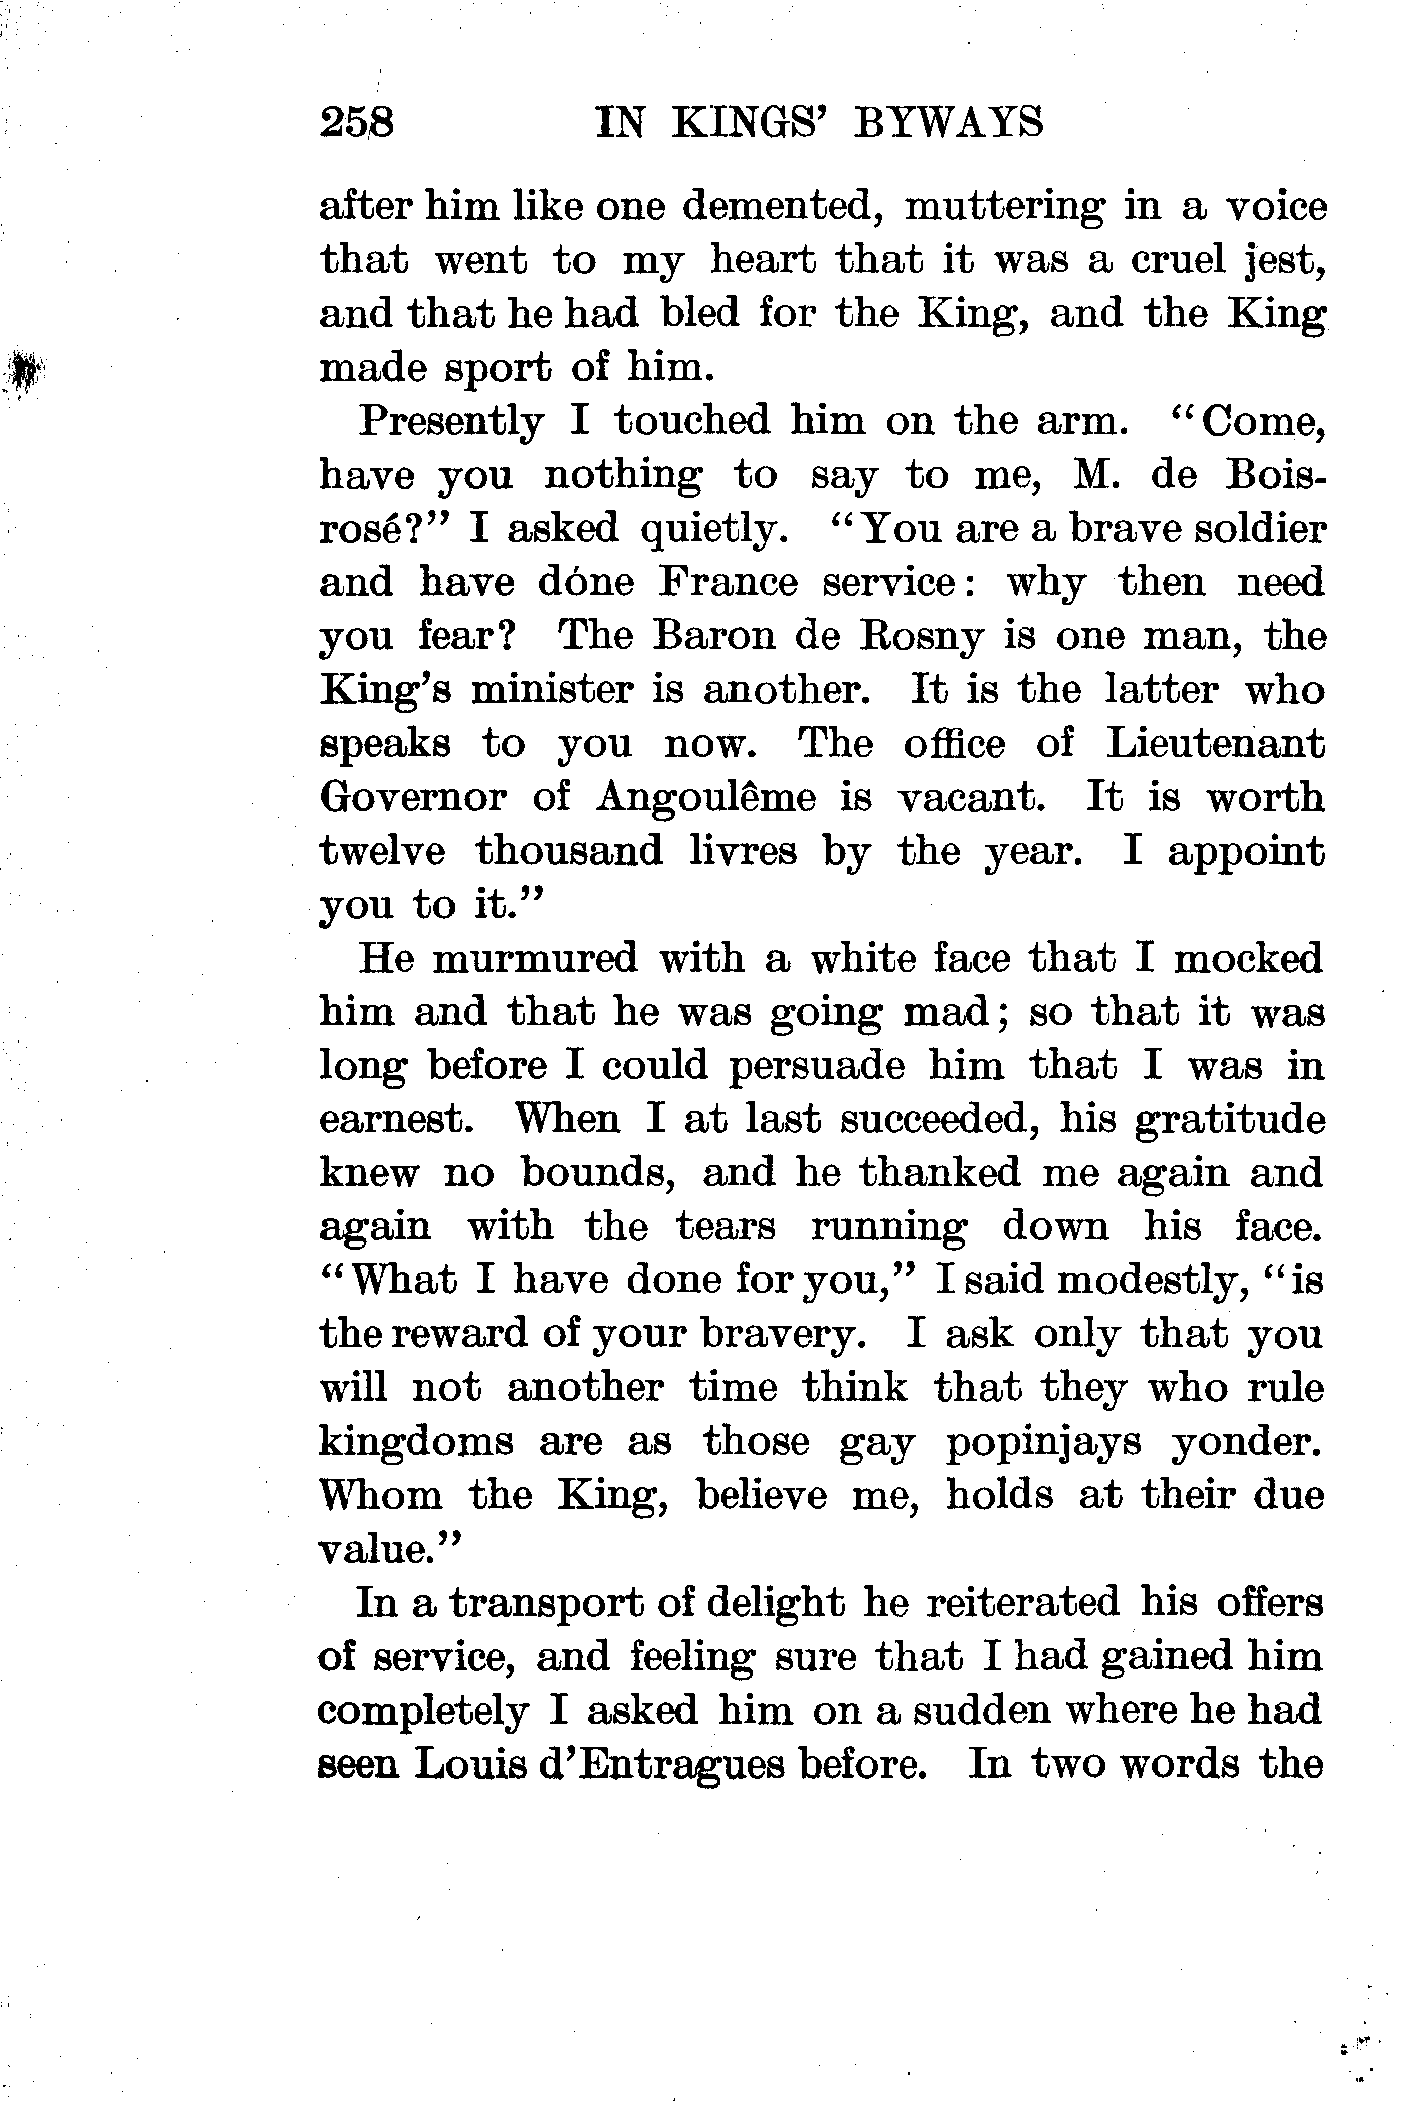 258 IN KINGS' BYWAYS
after him like one demented, muttering in a voice
that went to my heart that it was a cruel jest,
and that he had bled for the King, and the King
made sport of him.
Presently I touched him on the arm. "Come,
have you nothing to say to me, M. de Bois-
rosé?" I asked quietly. "You are a brave soldier
and have done France service: why then need
you fear? The Baron de Rosny is one man, the
King's minister is another. It is the latter who
speaks to you now. The office of Lieutenant
Governor of Angoulême is vacant. It is worth
twelve thousand livres by the year. I appoint
you to it."
He murmured with a white face that I mocked
him and that he was going mad; so that it was
long before I could persuade him that I was in
earnest. When I at last succeeded, his gratitude
knew no bounds, and he thanked me again and
again with the tears running down his face.
"What I have done for you," I said modestly, "is
the reward of your bravery. I ask only that you
will not another time think that they who rule
kingdoms are as those gay popinjays yonder.
Whom the King, believe me, holds at their due
value."
In a transport of delight he reiterated his offers
of service, and feeling sure that I had gained him
completely I asked him on a sudden where he had
seen Louis d'Entragues before. In two words the